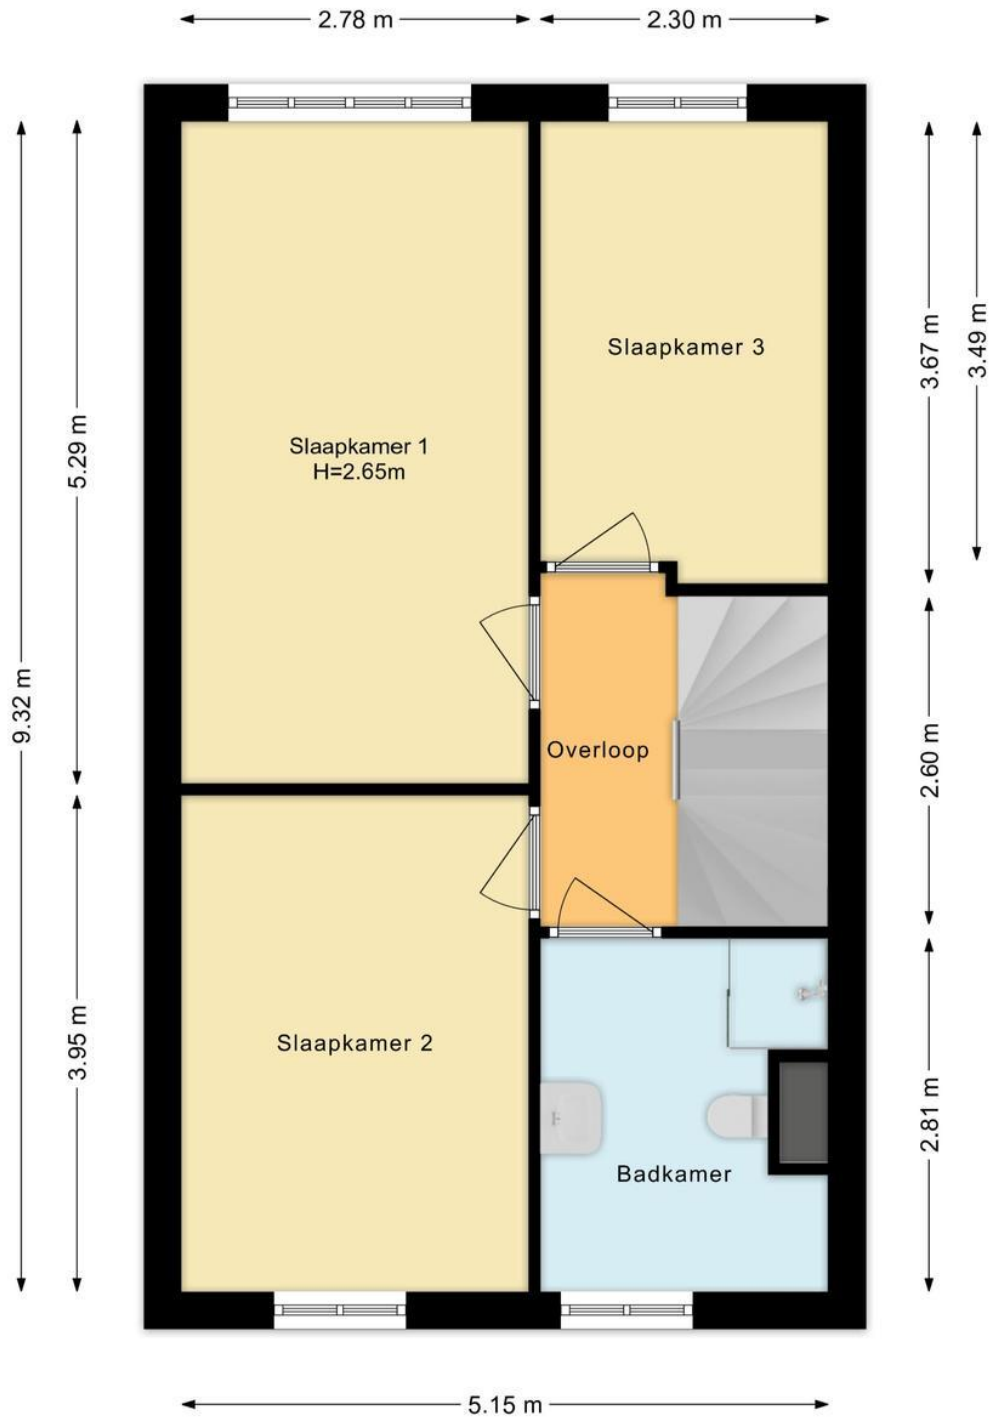 2.78 m
2.30 m
Slaapkamer 3
3.67 m
3.49 m
5.29 m
Slaapkamer 1
H=2.65m
9.32 m
Overloop
2.60 m
3.95 m
Slaapkamer 2
2.81 m
Badkamer
5.15 m